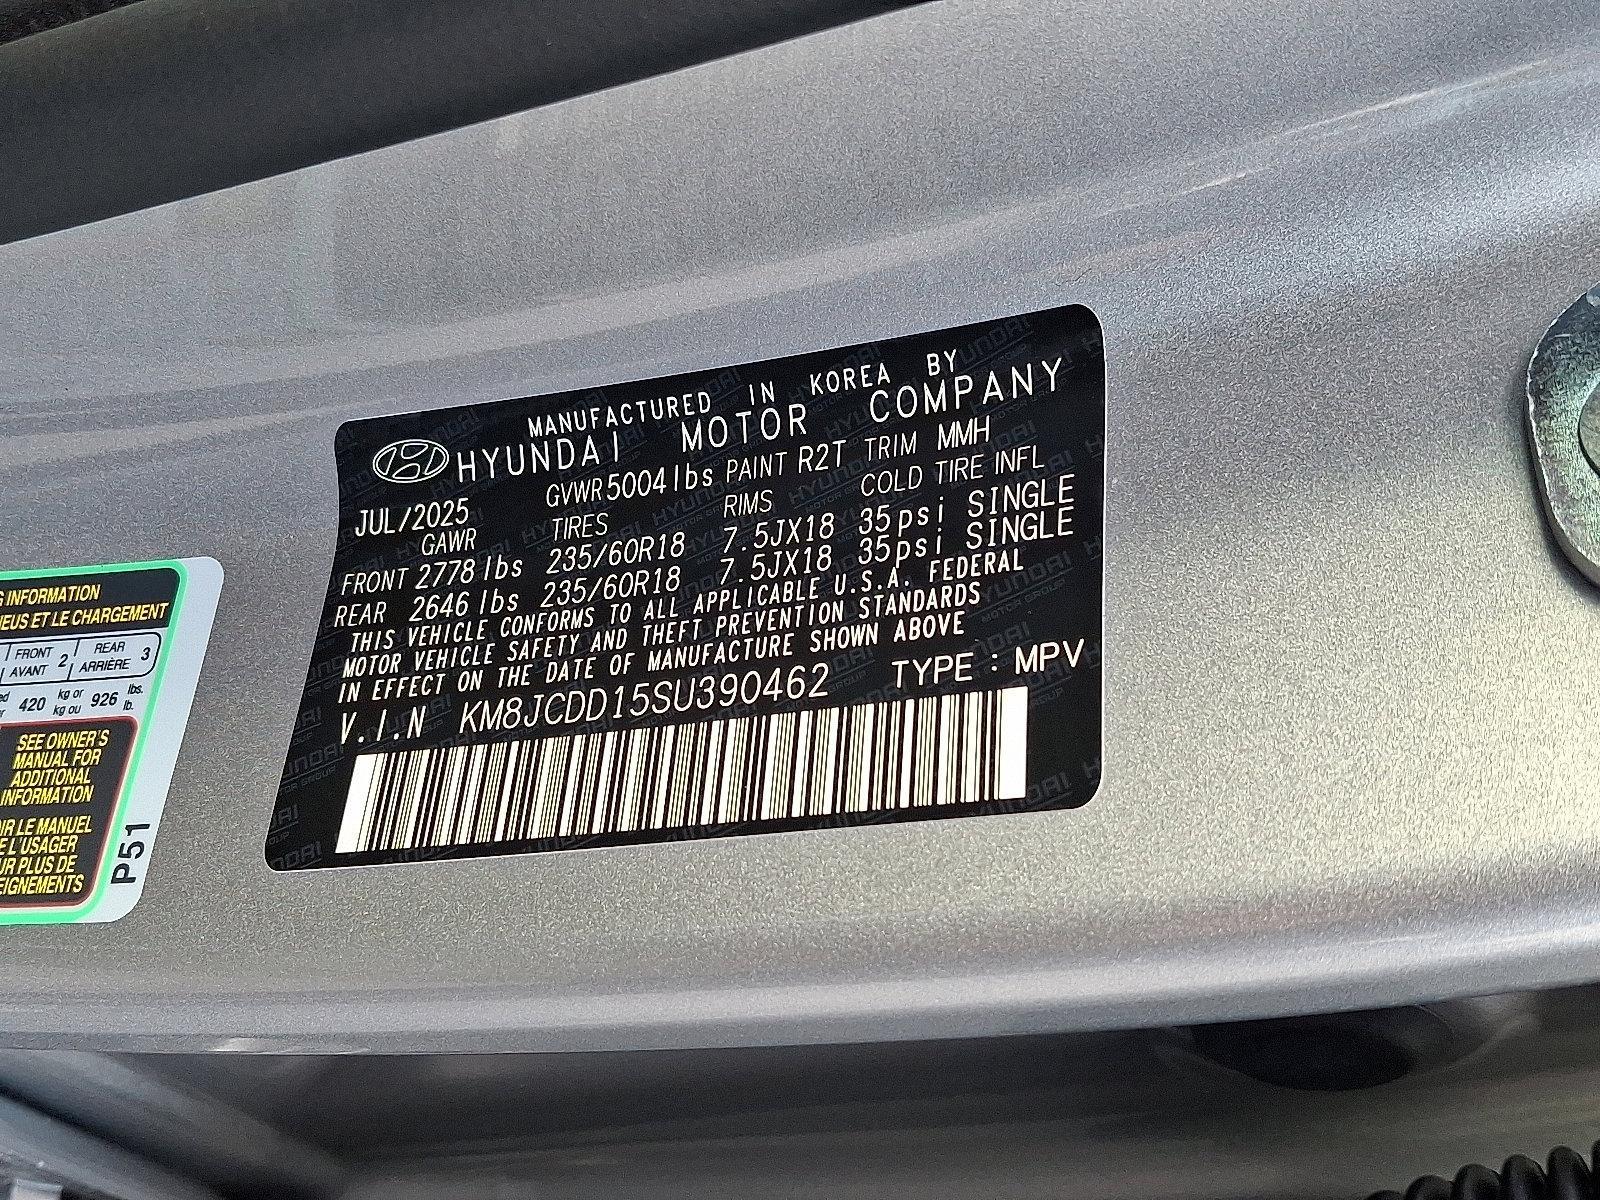 MANUFACTURED IN KOREA BY
HYUNDAI MOTOR COMPANY
JUL/2025 GVWR 5004 lbs PAINT R2T TRIM MMH
GAWR TIRES RIMS COLD TIRE INFL
FRONT 2778 lbs 235/60R18 7.5JX18 35psi SINGLE
REAR 2646 lbs 235/60R18 7.5JX18 35psi SINGLE
THIS VEHICLE CONFORMS TO ALL APPLICABLE U.S.A. FEDERAL
MOTOR VEHICLE SAFETY AND THEFT PREVENTION STANDARDS
IN EFFECT ON THE DATE OF MANUFACTURE SHOWN ABOVE
V.I.N KM8JCDD15SU390462 TYPE : MPV
INFORMATION
ET LE CHARGEMENT
FRONT 2 REAR 3
AVANT ARRIÈRE
420 kg or 926 lbs.
kg ou lb.
SEE OWNER'S
MANUAL FOR
ADDITIONAL
INFORMATION
LE MANUEL
L'USAGER
PLUS DE
P51